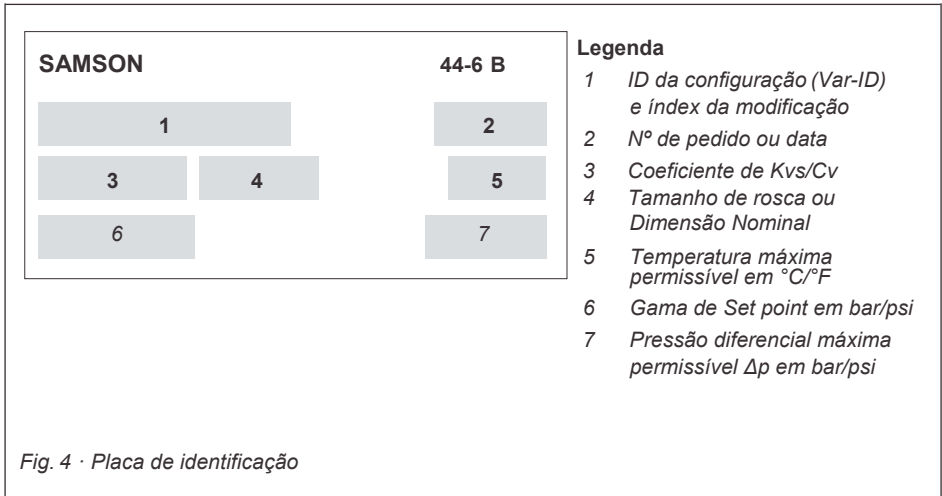 SAMSON 44-6 B
1 2
3 4 5
6 7
Legenda
1 ID da configuração (Var-ID)
e índex da modificação
2 Nº de pedido ou data
3 Coeficiente de Kvs/Cv
4 Tamanho de rosca ou
Dimensão Nominal
5 Temperatura máxima
permissível em °C/°F
6 Gama de Set point em bar/psi
7 Pressão diferencial máxima
permissível Δp em bar/psi
Fig. 4 · Placa de identificação